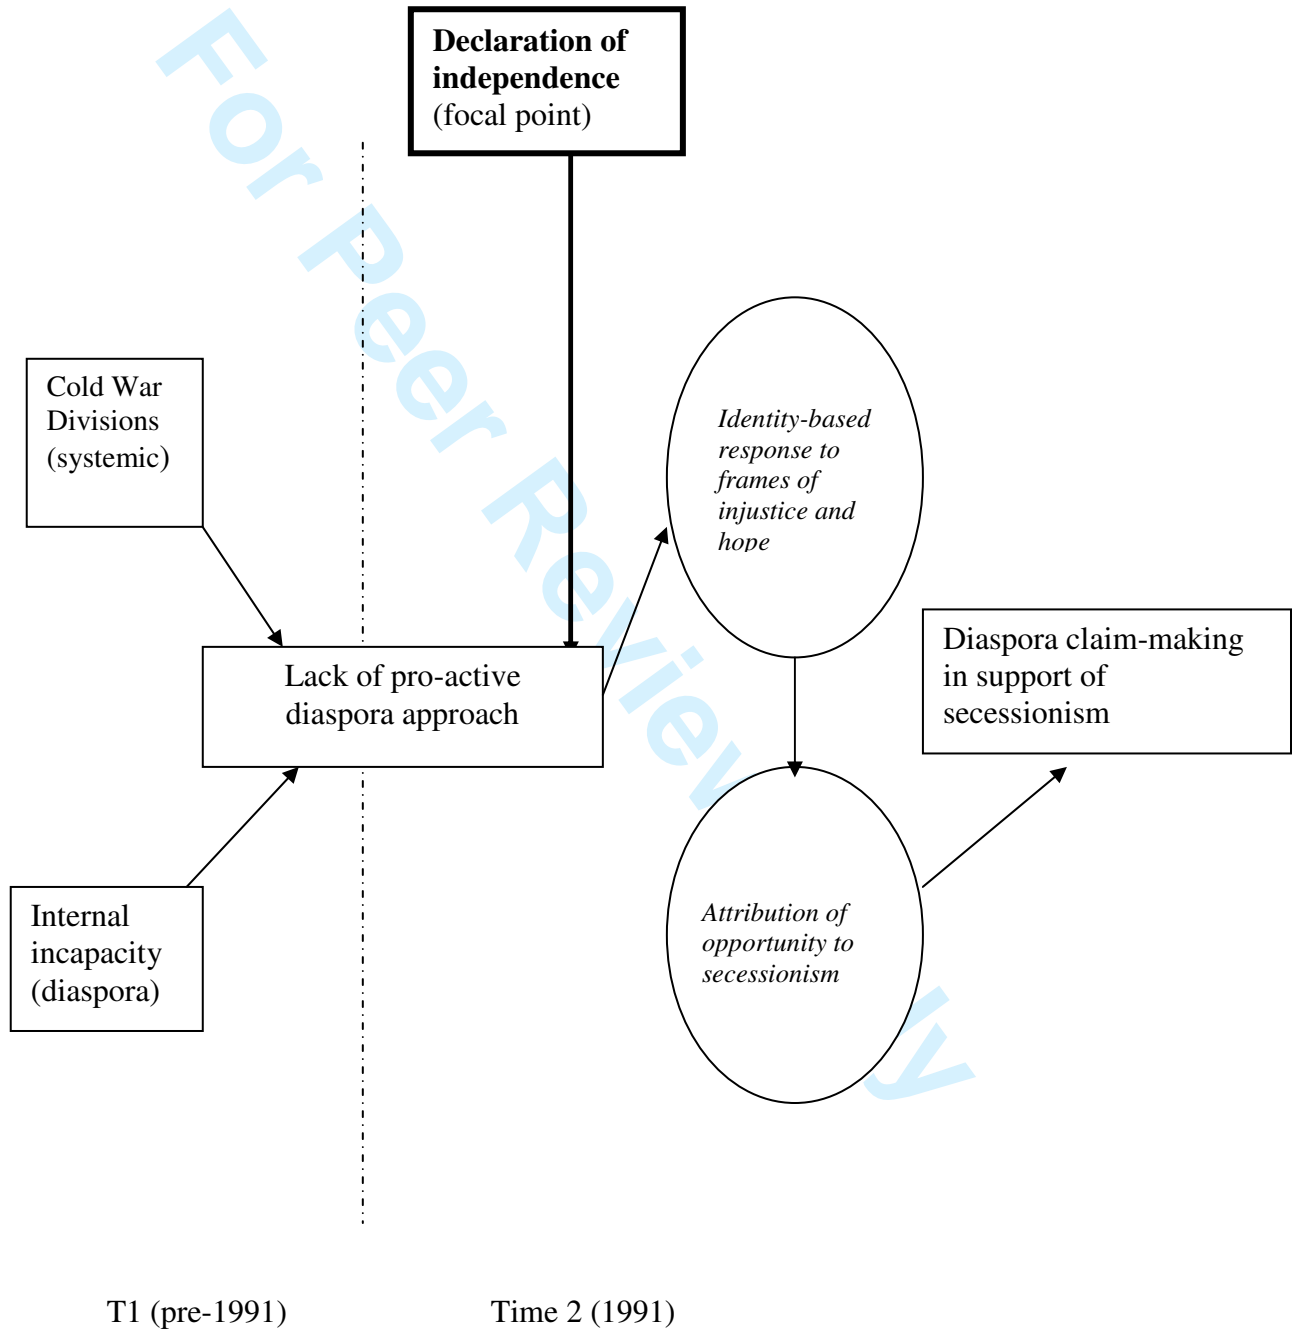 Declaration of
independence
(focal point)
Cold War
Divisions
(systemic)
Identity-based
response to
frames of
injustice and
hope
Lack of pro-active
diaspora approach
Diaspora claim-making
in support of
secessionism
Internal
incapacity
(diaspora)
Attribution of
opportunity to
secessionism
T1 (pre-1991)
Time 2 (1991)
For Peer Review ly